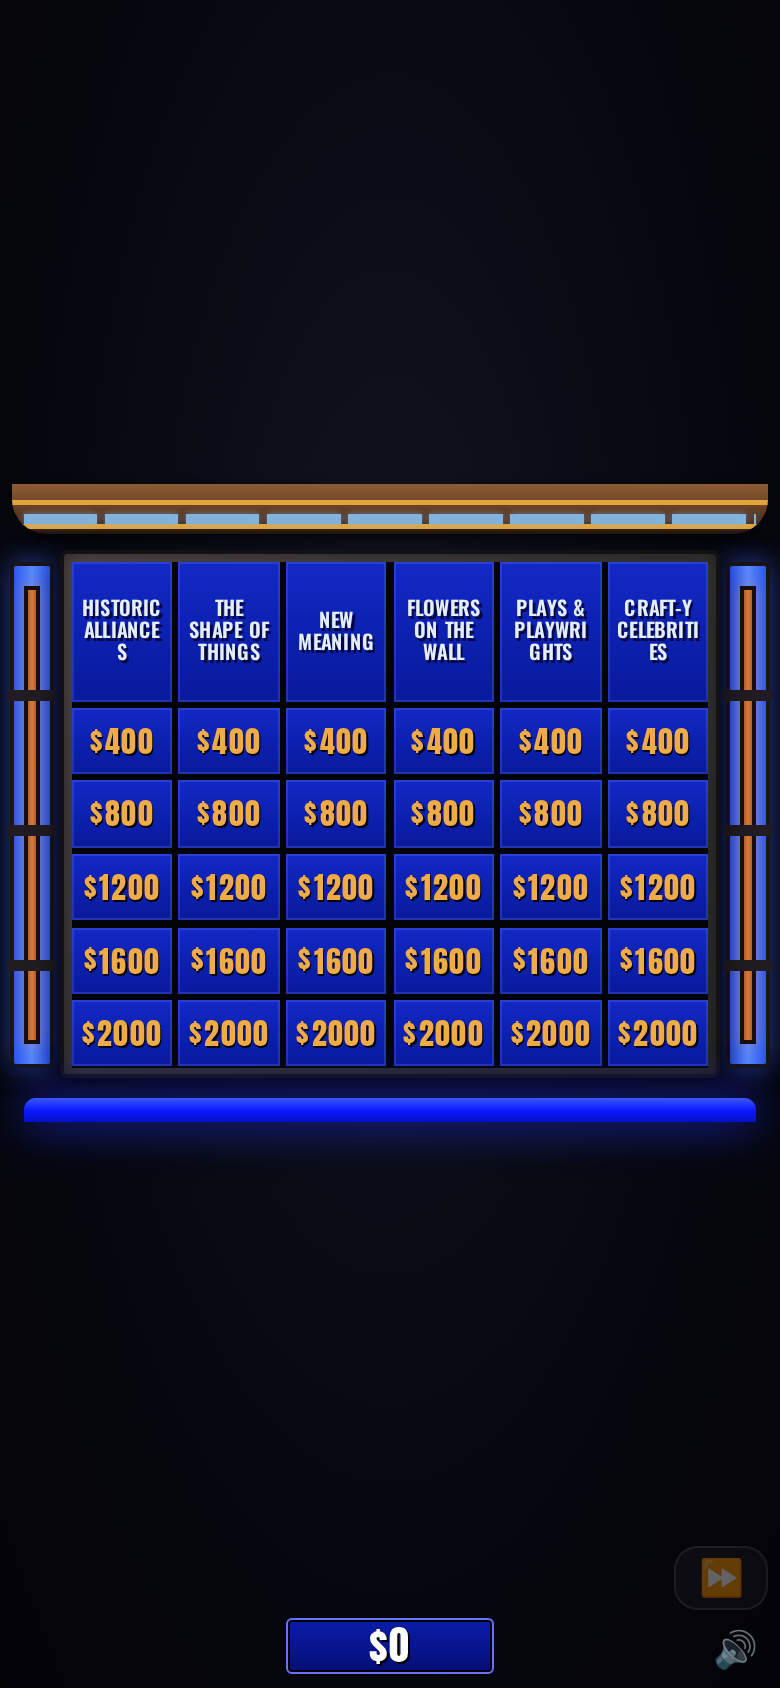 HISTORIC
ALLIANCE
S
THE
SHAPE OF
THINGS
NEW
MEANING
FLOWERS
ON THE
WALL
PLAYS &
PLAYWRI
GHTS
CRAFT-Y
CELEBRITI
ES
$400 $400 $400 $400 $400 $400
$800 $800 $800 $800 $800 $800
$1200 $1200 $1200 $1200 $1200 $1200
$1600 $1600 $1600 $1600 $1600 $1600
$2000 $2000 $2000 $2000 $2000 $2000
$0